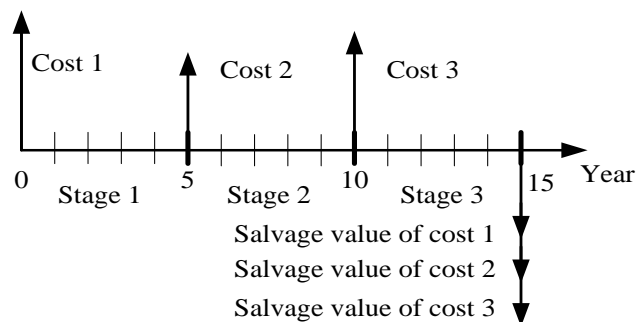 Cost 1
Cost 2
Cost 3
0
5
10
15
Year
Stage 1
Stage 2
Stage 3
Salvage value of cost 1
Salvage value of cost 2
Salvage value of cost 3